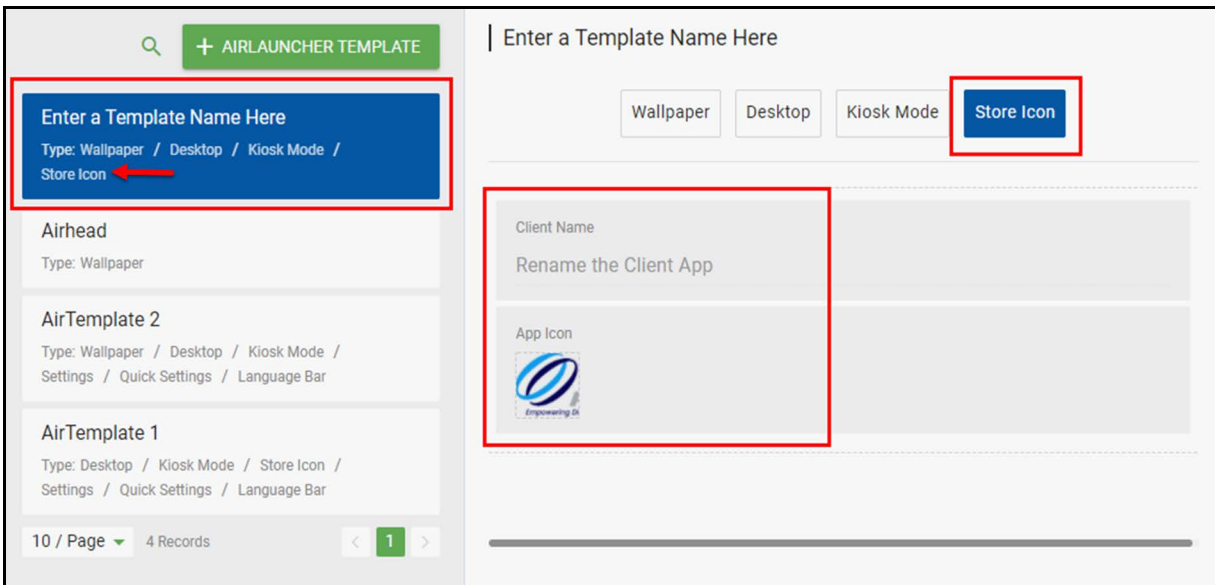 + AIRLAUNCHER TEMPLATE
Enter a Template Name Here
Type: Wallpaper / Desktop / Kiosk Mode /
Store Icon
Airhead
Type: Wallpaper
AirTemplate 2
Type: Wallpaper / Desktop / Kiosk Mode /
Settings / Quick Settings / Language Bar
AirTemplate 1
Type: Desktop / Kiosk Mode / Store Icon /
Settings / Quick Settings / Language Bar
10 / Page 4 Records < 1 >
Enter a Template Name Here
Wallpaper Desktop Kiosk Mode Store Icon
Client Name
Rename the Client App
App Icon
Empowering Di